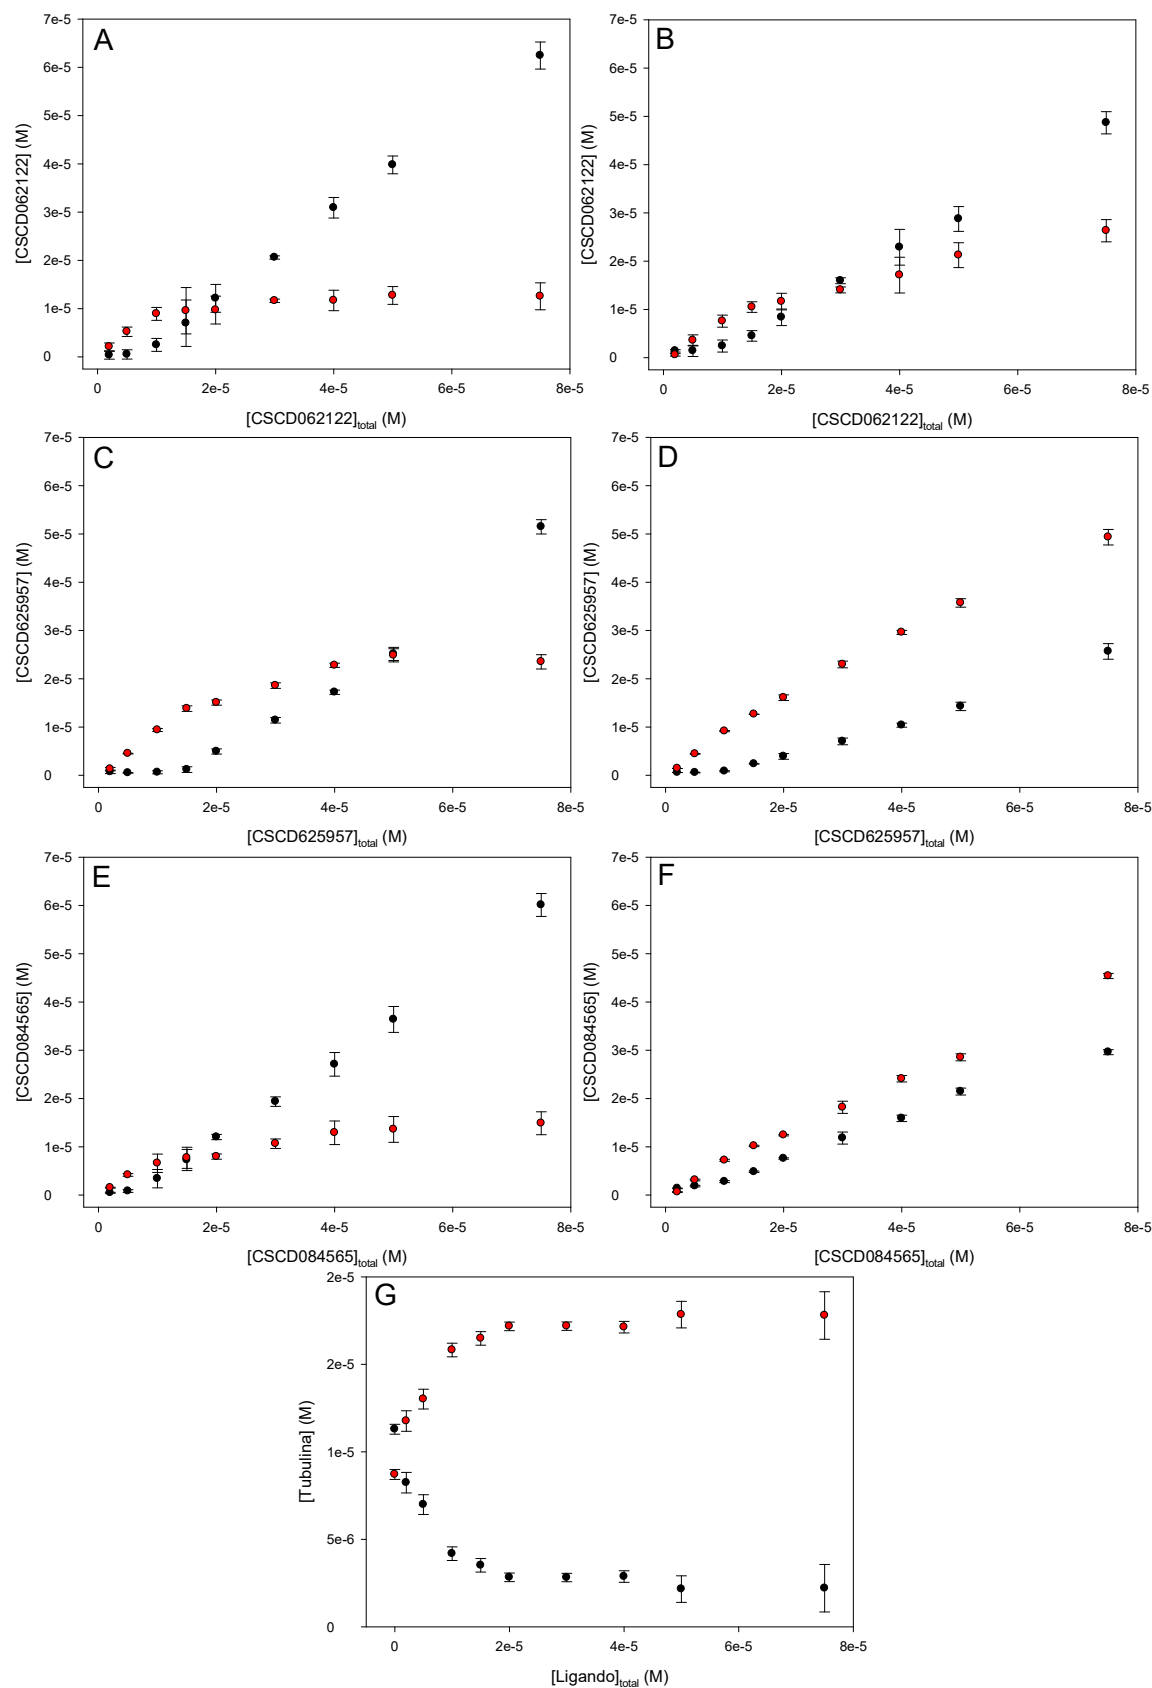 A
7e-5
6e-5
5e-5
4e-5
3e-5
2e-5
1e-5
0
[CSCD062122] (M)
0 2e-5 4e-5 6e-5 8e-5
[CSCD062122]total (M)
B
7e-5
6e-5
5e-5
4e-5
3e-5
2e-5
1e-5
0
[CSCD062122] (M)
0 2e-5 4e-5 6e-5 8e-5
[CSCD062122]total (M)
C
7e-5
6e-5
5e-5
4e-5
3e-5
2e-5
1e-5
0
[CSCD625957] (M)
0 2e-5 4e-5 6e-5 8e-5
[CSCD625957]total (M)
D
7e-5
6e-5
5e-5
4e-5
3e-5
2e-5
1e-5
0
[CSCD625957] (M)
0 2e-5 4e-5 6e-5 8e-5
[CSCD625957]total (M)
E
7e-5
6e-5
5e-5
4e-5
3e-5
2e-5
1e-5
0
[CSCD084565] (M)
0 2e-5 4e-5 6e-5 8e-5
[CSCD084565]total (M)
F
7e-5
6e-5
5e-5
4e-5
3e-5
2e-5
1e-5
0
[CSCD084565] (M)
0 2e-5 4e-5 6e-5 8e-5
[CSCD084565]total (M)
G
2e-5
2e-5
1e-5
5e-6
0
[Tubulina] (M)
0 2e-5 4e-5 6e-5 8e-5
[Ligando]total (M)